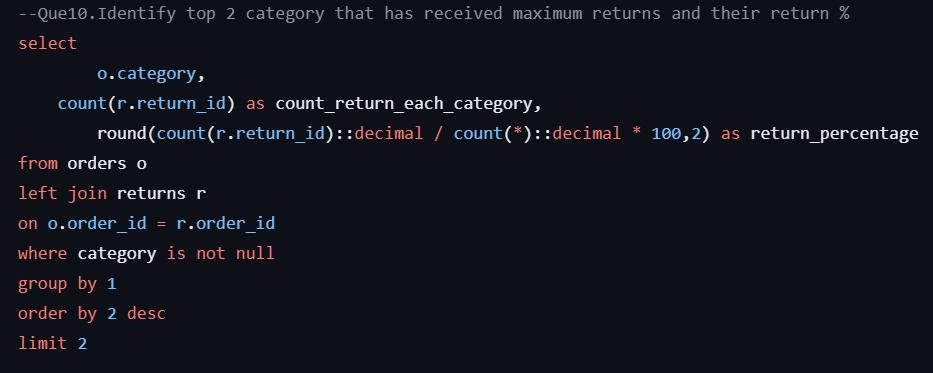 --Que10.Identify top 2 category that has received maximum returns and their return %
select
        o.category,
    count(r.return_id) as count_return_each_category,
        round(count(r.return_id)::decimal / count(*)::decimal * 100,2) as return_percentage
from orders o
left join returns r
on o.order_id = r.order_id
where category is not null
group by 1
order by 2 desc
limit 2